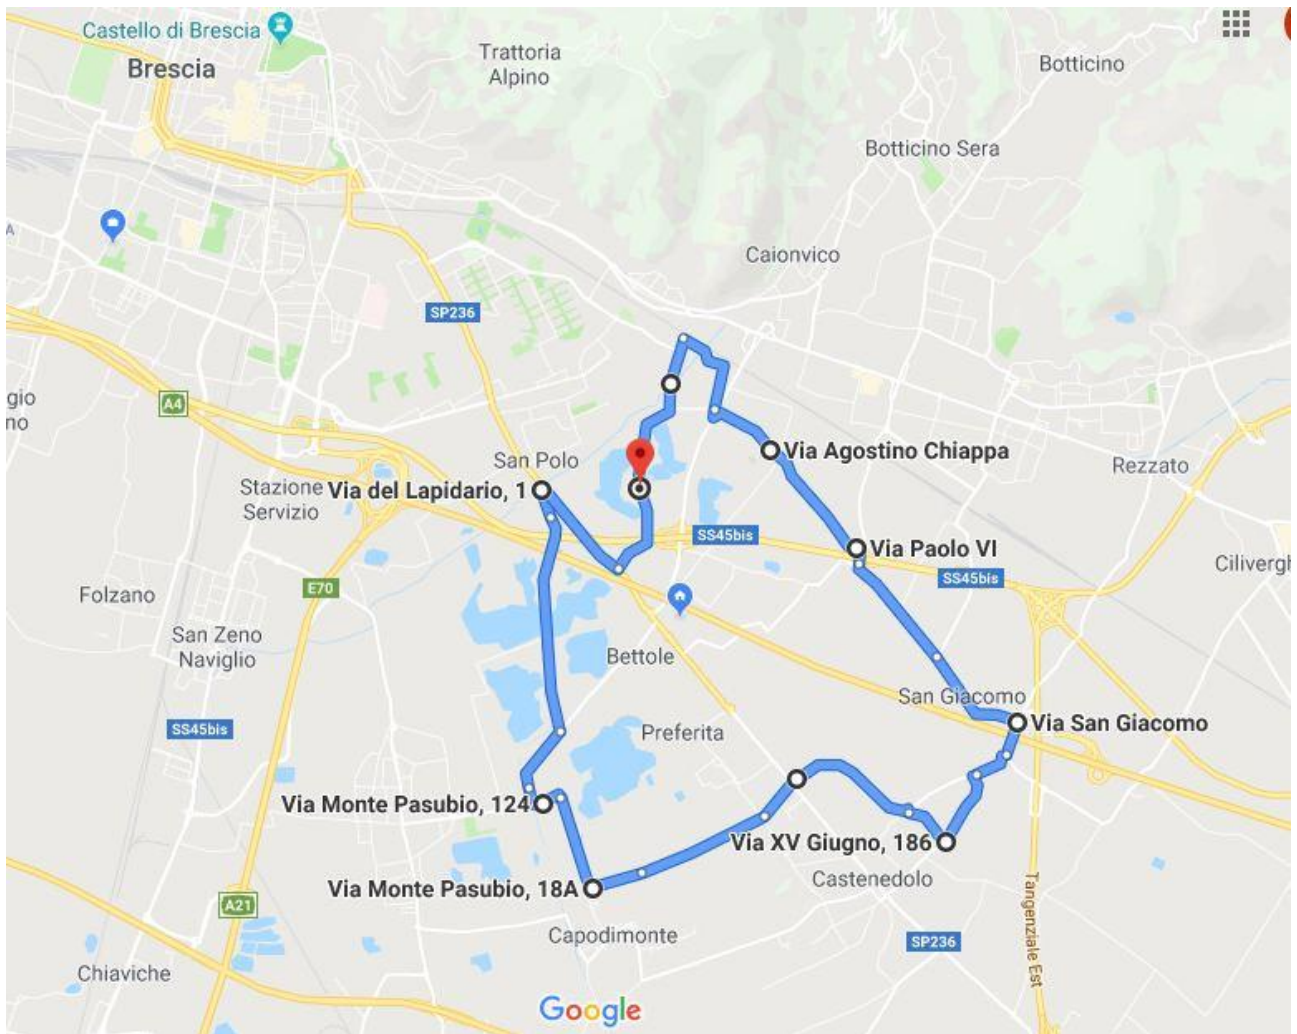 Castello di Brescia
Brescia
Trattoria
Alpino
Botticino
Botticino Sera
Caionvico
A
SP236
gio
no
A4
San Polo
Via Agostino Chiappa
Rezzato
Stazione
Servizio
Via del Lapidario, 1
SS45bis
Via Paolo VI
SS45bis
Cilivergh
E70
Folzano
San Zeno
Naviglio
Bettole
San Giacomo
Via San Giacomo
SS45bis
Preferita
Via Monte Pasubio, 124
Via XV Giugno, 186
Castenedolo
Via Monte Pasubio, 18A
A21
Capodimonte
SP236
Tangenziale Est
Chiaviche
Google